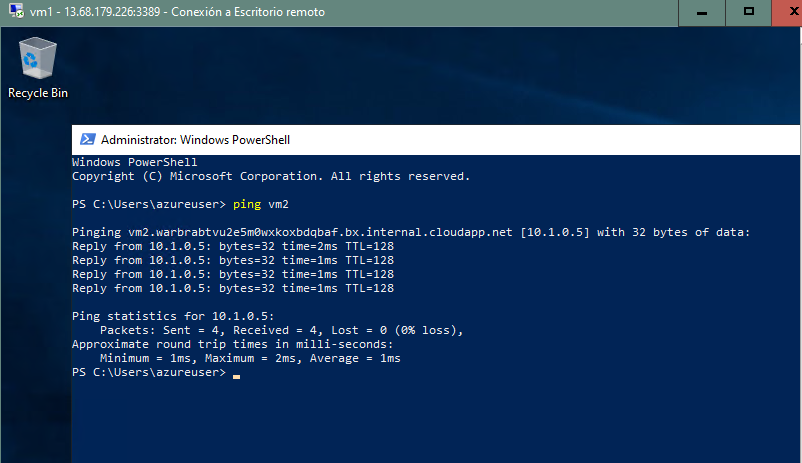 vm1 - 13.68.179.226:3389 - Conexión a Escritorio remoto
Recycle Bin
Administrator: Windows PowerShell
Windows PowerShell
Copyright (C) Microsoft Corporation. All rights reserved.
PS C:\Users\azureuser> ping vm2
Pinging vm2.warbrabtvu2e5m0wxkoxbdqbaf.bx.internal.cloudapp.net [10.1.0.5] with 32 bytes of data:
Reply from 10.1.0.5: bytes=32 time=2ms TTL=128
Reply from 10.1.0.5: bytes=32 time=1ms TTL=128
Reply from 10.1.0.5: bytes=32 time=1ms TTL=128
Reply from 10.1.0.5: bytes=32 time=1ms TTL=128
Ping statistics for 10.1.0.5:
    Packets: Sent = 4, Received = 4, Lost = 0 (0% loss),
Approximate round trip times in milli-seconds:
    Minimum = 1ms, Maximum = 2ms, Average = 1ms
PS C:\Users\azureuser>